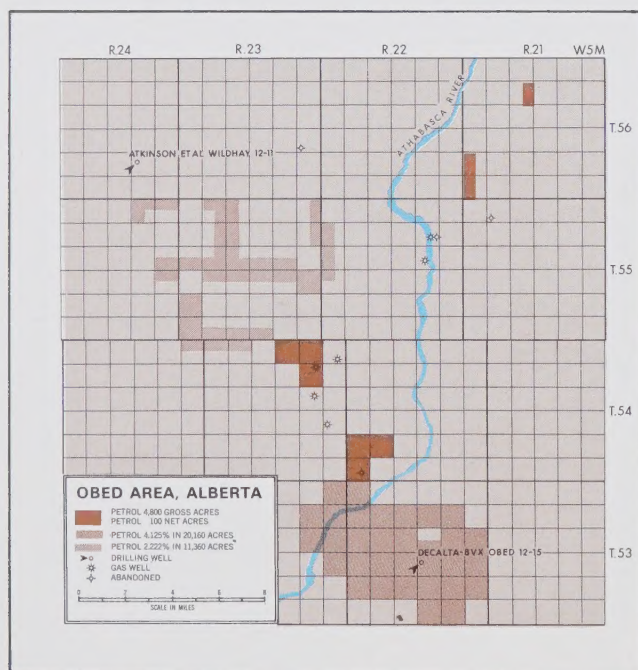 R.24 R.23 R.22 R.21 W5M
ATHABASCA RIVER
T.56
ATKINSON ET AL WILDHAY 12-11
T.55
T.54
OBED AREA, ALBERTA
PETROL 4,800 GROSS ACRES
PETROL 100 NET ACRES
PETROL 4.125% IN 20,160 ACRES*
PETROL 2.222% IN 11,360 ACRES*
DRILLING WELL
GAS WELL
ABANDONED
0 2 4 6 8
SCALE IN MILES
DECALTA-BVX OBED 12-15
T.53